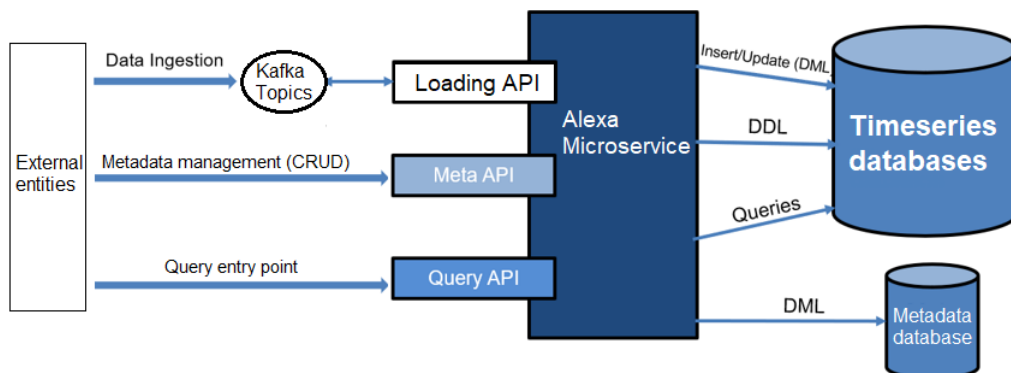 Data Ingestion
Kafka
Topics
Loading API
Insert/Update (DML)
Alexa
Microservice
DDL
Timeseries
databases
External
entities
Metadata management (CRUD)
Meta API
Queries
Query entry point
Query API
DML
Metadata
database